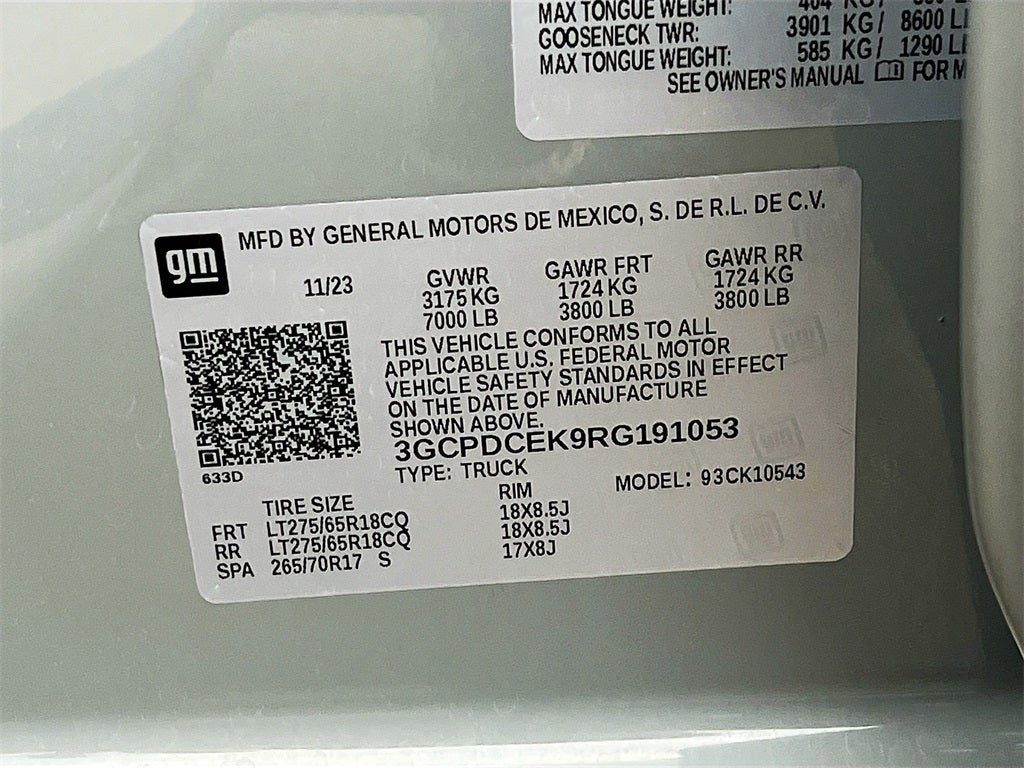 MAX TONGUE WEIGHT: 404 KG/
GOOSENECK TWR: 3901 KG/ 8600
MAX TONGUE WEIGHT: 585 KG/ 1290
SEE OWNER'S MANUAL FOR
gm
MFD BY GENERAL MOTORS DE MEXICO, S. DE R.L. DE C.V.
11/23 GVWR GAWR FRT GAWR RR
3175 KG 1724 KG 1724 KG
7000 LB 3800 LB 3800 LB
THIS VEHICLE CONFORMS TO ALL
APPLICABLE U.S. FEDERAL MOTOR
VEHICLE SAFETY STANDARDS IN EFFECT
ON THE DATE OF MANUFACTURE
SHOWN ABOVE.
3GCPDCEK9RG191053
633D
TYPE: TRUCK MODEL: 93CK10543
TIRE SIZE RIM
FRT LT275/65R18CQ 18X8.5J
RR LT275/65R18CQ 18X8.5J
SPA 265/70R17 S 17X8J